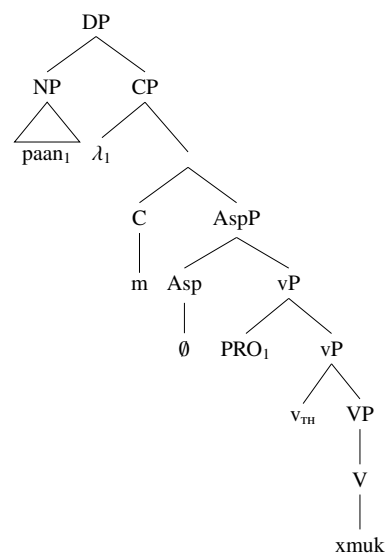 DP
NP CP
paan₁ λ₁
C AspP
m Asp vP
∅ PRO₁ vP
vTH VP
V
xmuk